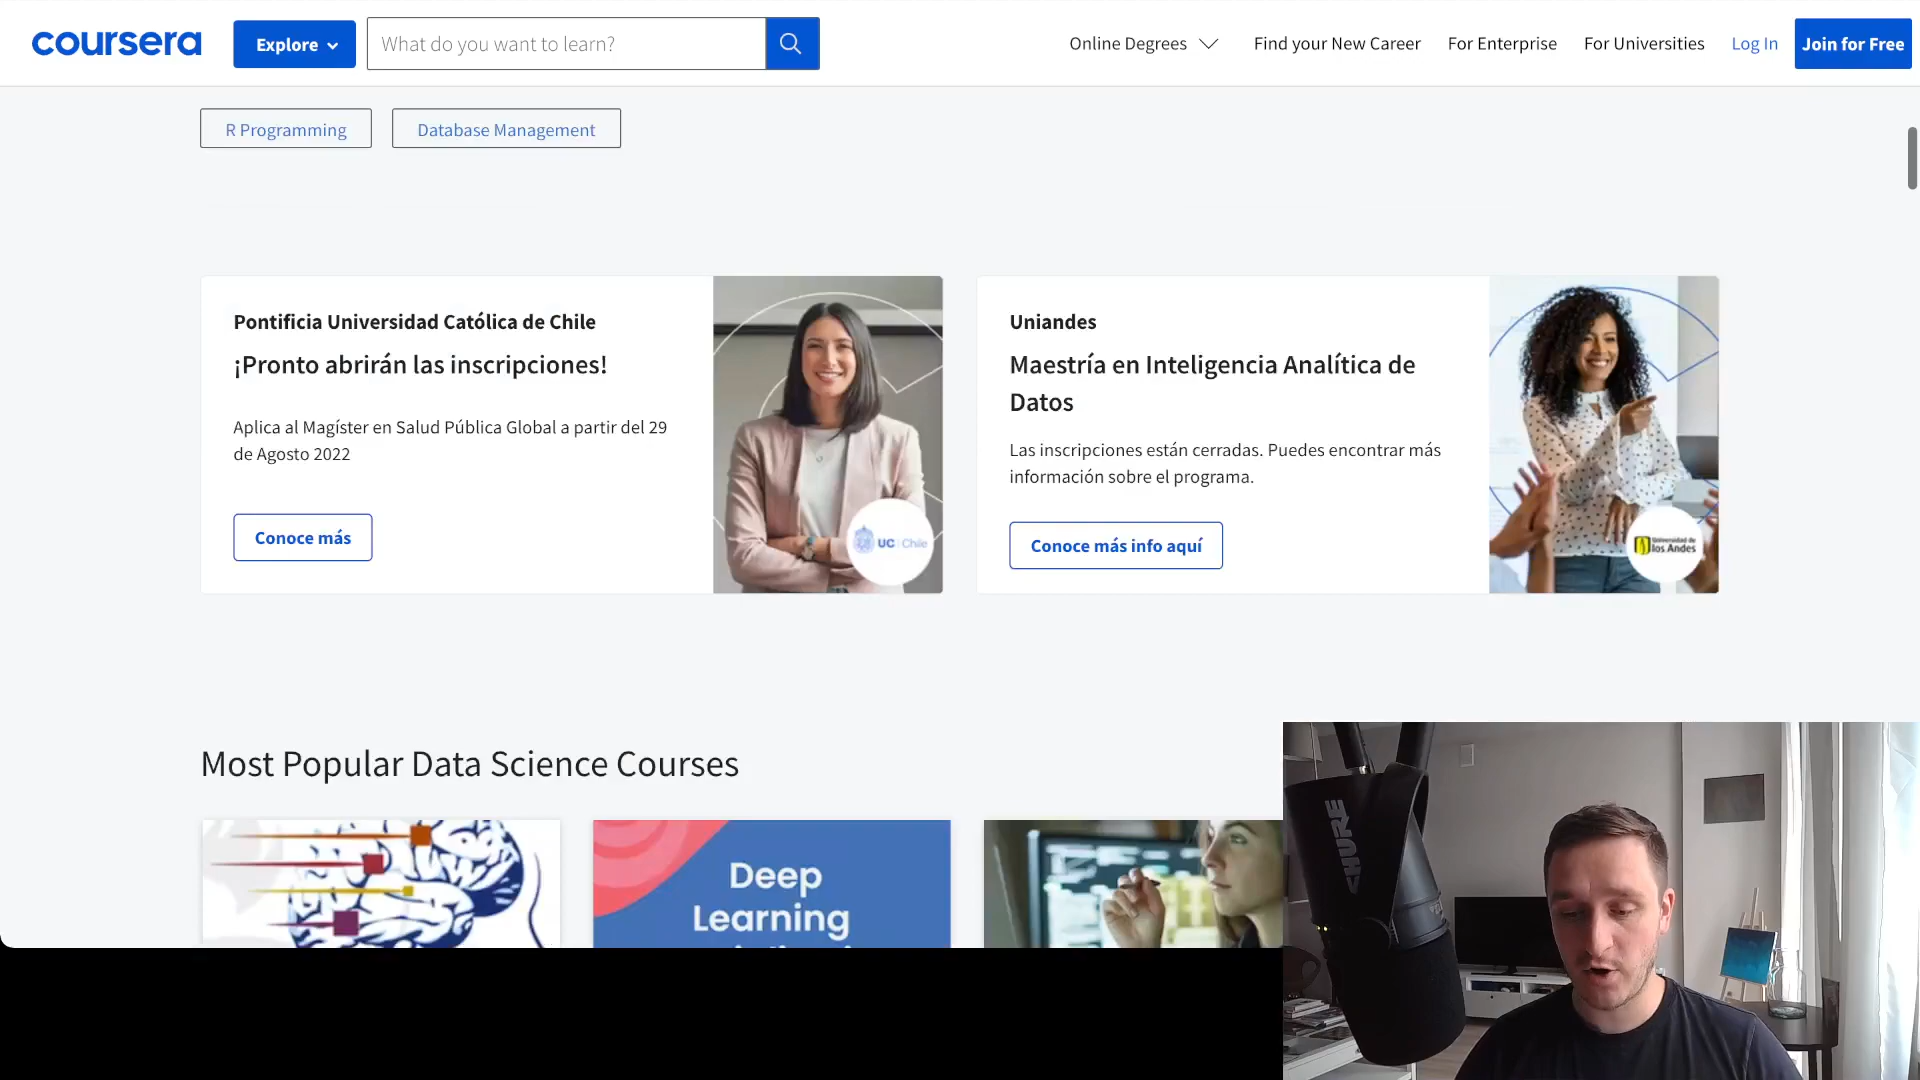 coursera
Explore
What do you want to learn?
Online Degrees
Find your New Career
For Enterprise
For Universities
Log In
Join for Free
R Programming
Database Management
Pontificia Universidad Católica de Chile
¡Pronto abrirán las inscripciones!
Aplica al Magíster en Salud Pública Global a partir del 29
de Agosto 2022
Conoce más
UC Chile
Uniandes
Maestría en Inteligencia Analítica de
Datos
Las inscripciones están cerradas. Puedes encontrar más
información sobre el programa.
Conoce más info aquí
Universidad de
los Andes
Most Popular Data Science Courses
Deep
Learning
SHURE